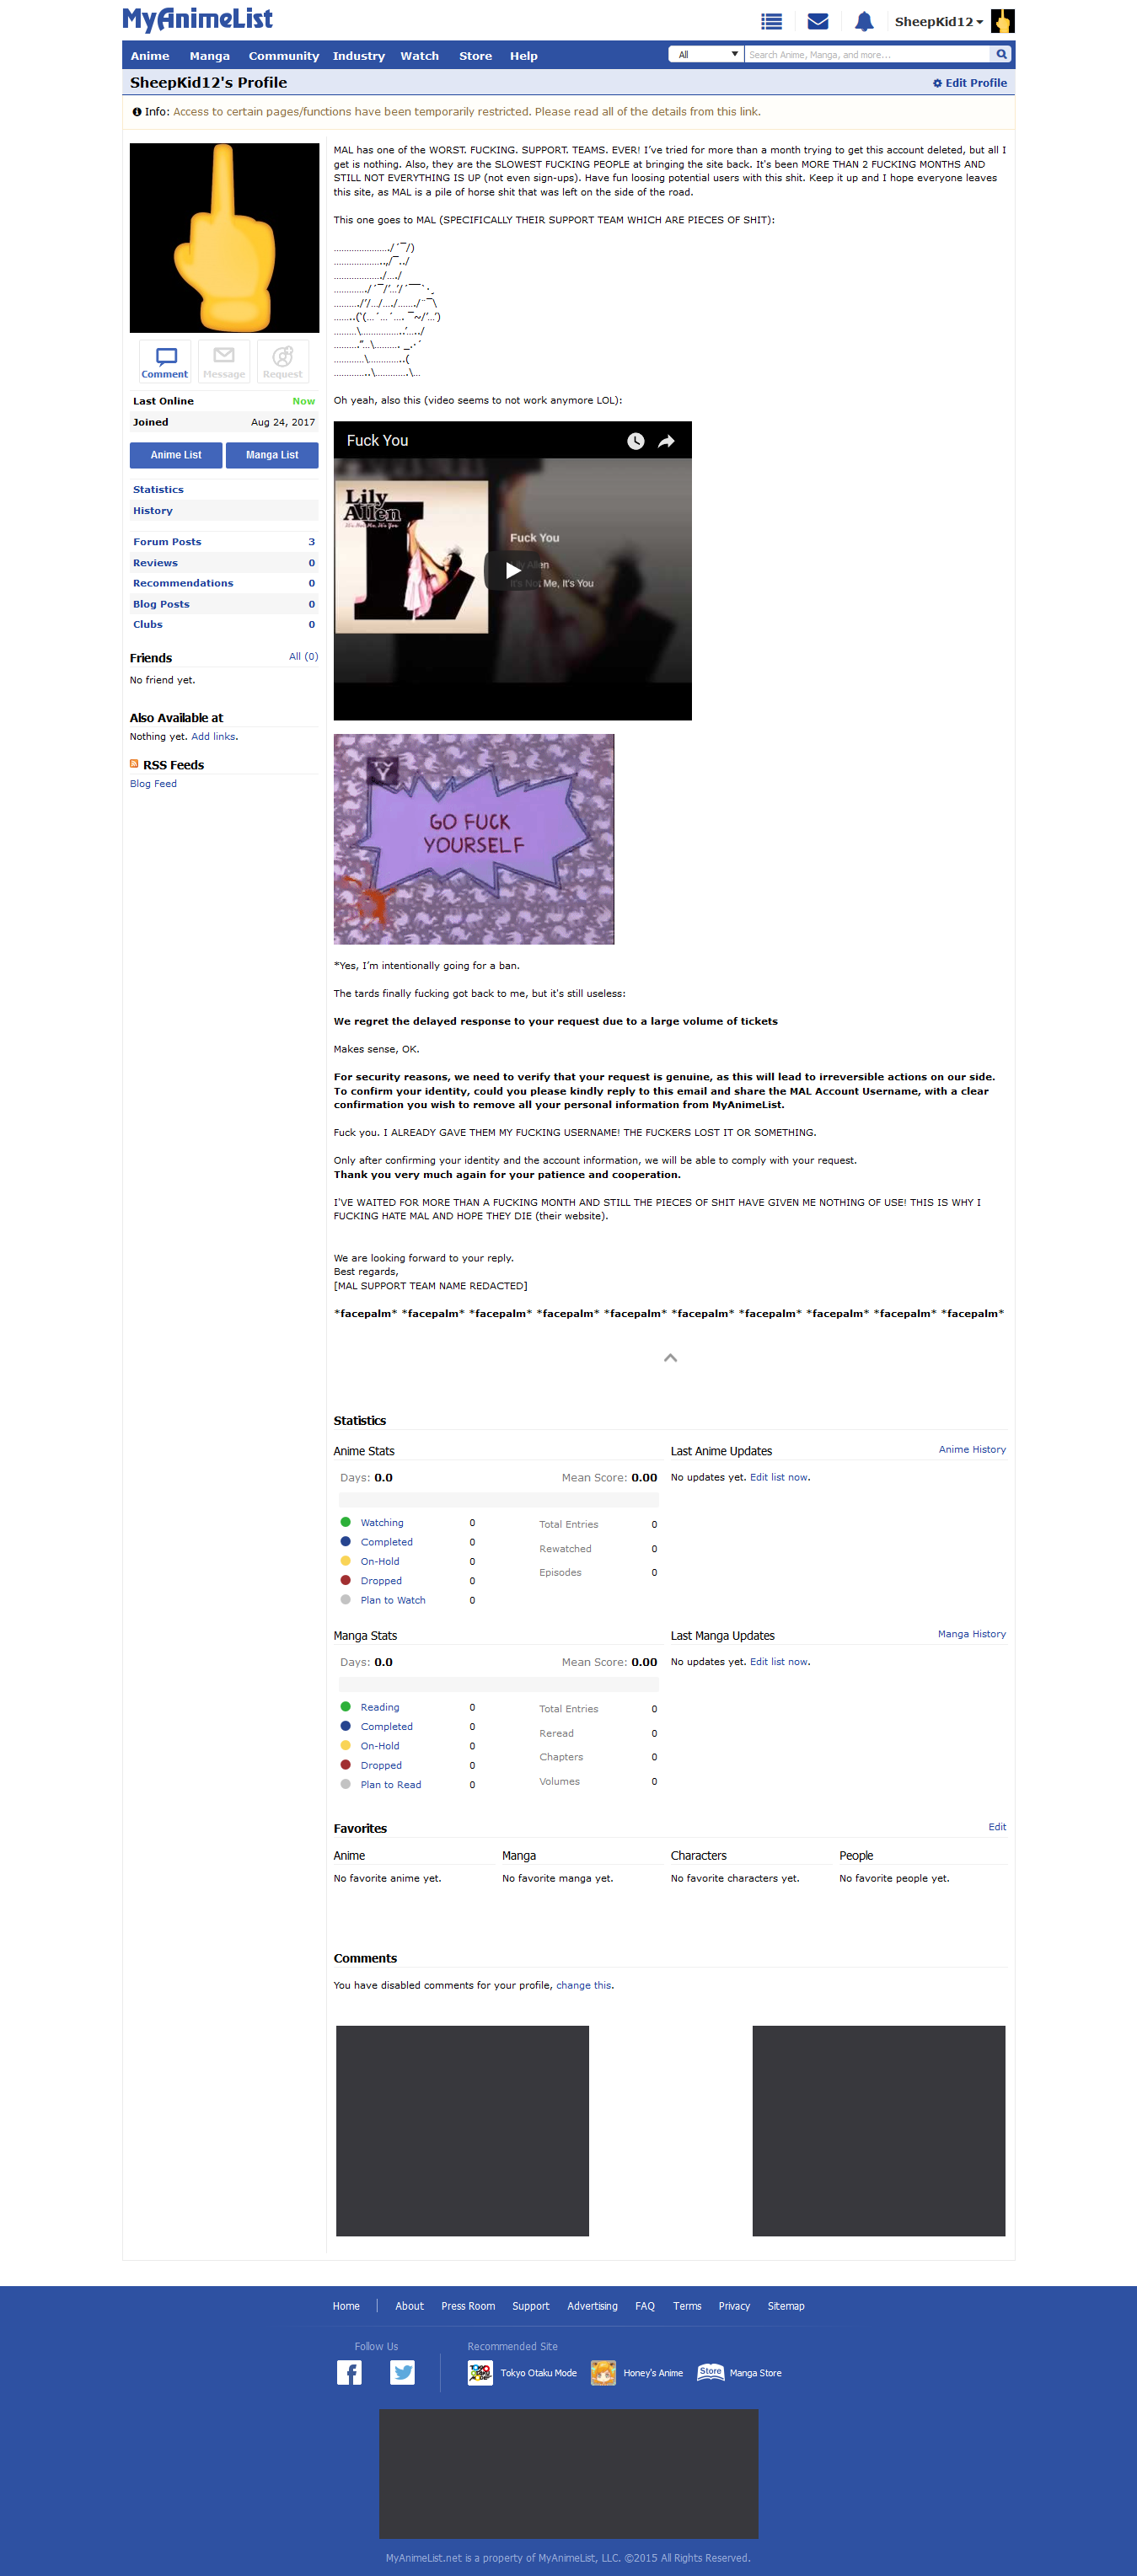 MyAnimeList
SheepKid12
Anime Manga Community Industry Watch Store Help
All
Search Anime, Manga, and more...
SheepKid12's Profile
Edit Profile
Info: Access to certain pages/functions have been temporarily restricted. Please read all of the details from this link.
Comment
Message
Request
Last Online Now
Joined Aug 24, 2017
Anime List
Manga List
Statistics
History
Forum Posts 3
Reviews 0
Recommendations 0
Blog Posts 0
Clubs 0
Friends All (0)
No friend yet.
Also Available at
Nothing yet. Add links.
RSS Feeds
Blog Feed
MAL has one of the WORST. FUCKING. SUPPORT. TEAMS. EVER! I've tried for more than a month trying to get this account deleted, but all I
get is nothing. Also, they are the SLOWEST FUCKING PEOPLE at bringing the site back. It's been MORE THAN 2 FUCKING MONTHS AND
STILL NOT EVERYTHING IS UP (not even sign-ups). Have fun loosing potential users with this shit. Keep it up and I hope everyone leaves
this site, as MAL is a pile of horse shit that was left on the side of the road.
This one goes to MAL (SPECIFICALLY THEIR SUPPORT TEAM WHICH ARE PIECES OF SHIT):
Oh yeah, also this (video seems to not work anymore LOL):
Fuck You
Lily
Allen
Fuck You
Lily Allen
It's Not Me, It's You
Y
GO FUCK
YOURSELF
*Yes, I'm intentionally going for a ban.
The tards finally fucking got back to me, but it's still useless:
We regret the delayed response to your request due to a large volume of tickets
Makes sense, OK.
For security reasons, we need to verify that your request is genuine, as this will lead to irreversible actions on our side.
To confirm your identity, could you please kindly reply to this email and share the MAL Account Username, with a clear
confirmation you wish to remove all your personal information from MyAnimeList.
Fuck you. I ALREADY GAVE THEM MY FUCKING USERNAME! THE FUCKERS LOST IT OR SOMETHING.
Only after confirming your identity and the account information, we will be able to comply with your request.
Thank you very much again for your patience and cooperation.
I'VE WAITED FOR MORE THAN A FUCKING MONTH AND STILL THE PIECES OF SHIT HAVE GIVEN ME NOTHING OF USE! THIS IS WHY I
FUCKING HATE MAL AND HOPE THEY DIE (their website).
We are looking forward to your reply.
Best regards,
[MAL SUPPORT TEAM NAME REDACTED]
*facepalm* *facepalm* *facepalm* *facepalm* *facepalm* *facepalm* *facepalm* *facepalm* *facepalm* *facepalm*
Statistics
Anime Stats
Days: 0.0 Mean Score: 0.00
Watching 0 Total Entries 0
Completed 0 Rewatched 0
On-Hold 0 Episodes 0
Dropped 0
Plan to Watch 0
Last Anime Updates Anime History
No updates yet. Edit list now.
Manga Stats
Days: 0.0 Mean Score: 0.00
Reading 0 Total Entries 0
Completed 0 Reread 0
On-Hold 0 Chapters 0
Dropped 0 Volumes 0
Plan to Read 0
Last Manga Updates Manga History
No updates yet. Edit list now.
Favorites Edit
Anime Manga Characters People
No favorite anime yet. No favorite manga yet. No favorite characters yet. No favorite people yet.
Comments
You have disabled comments for your profile, change this.
Home About Press Room Support Advertising FAQ Terms Privacy Sitemap
Follow Us
Recommended Site
Tokyo Otaku Mode
Honey's Anime
Store
Manga Store
MyAnimeList.net is a property of MyAnimeList, LLC. ©2015 All Rights Reserved.